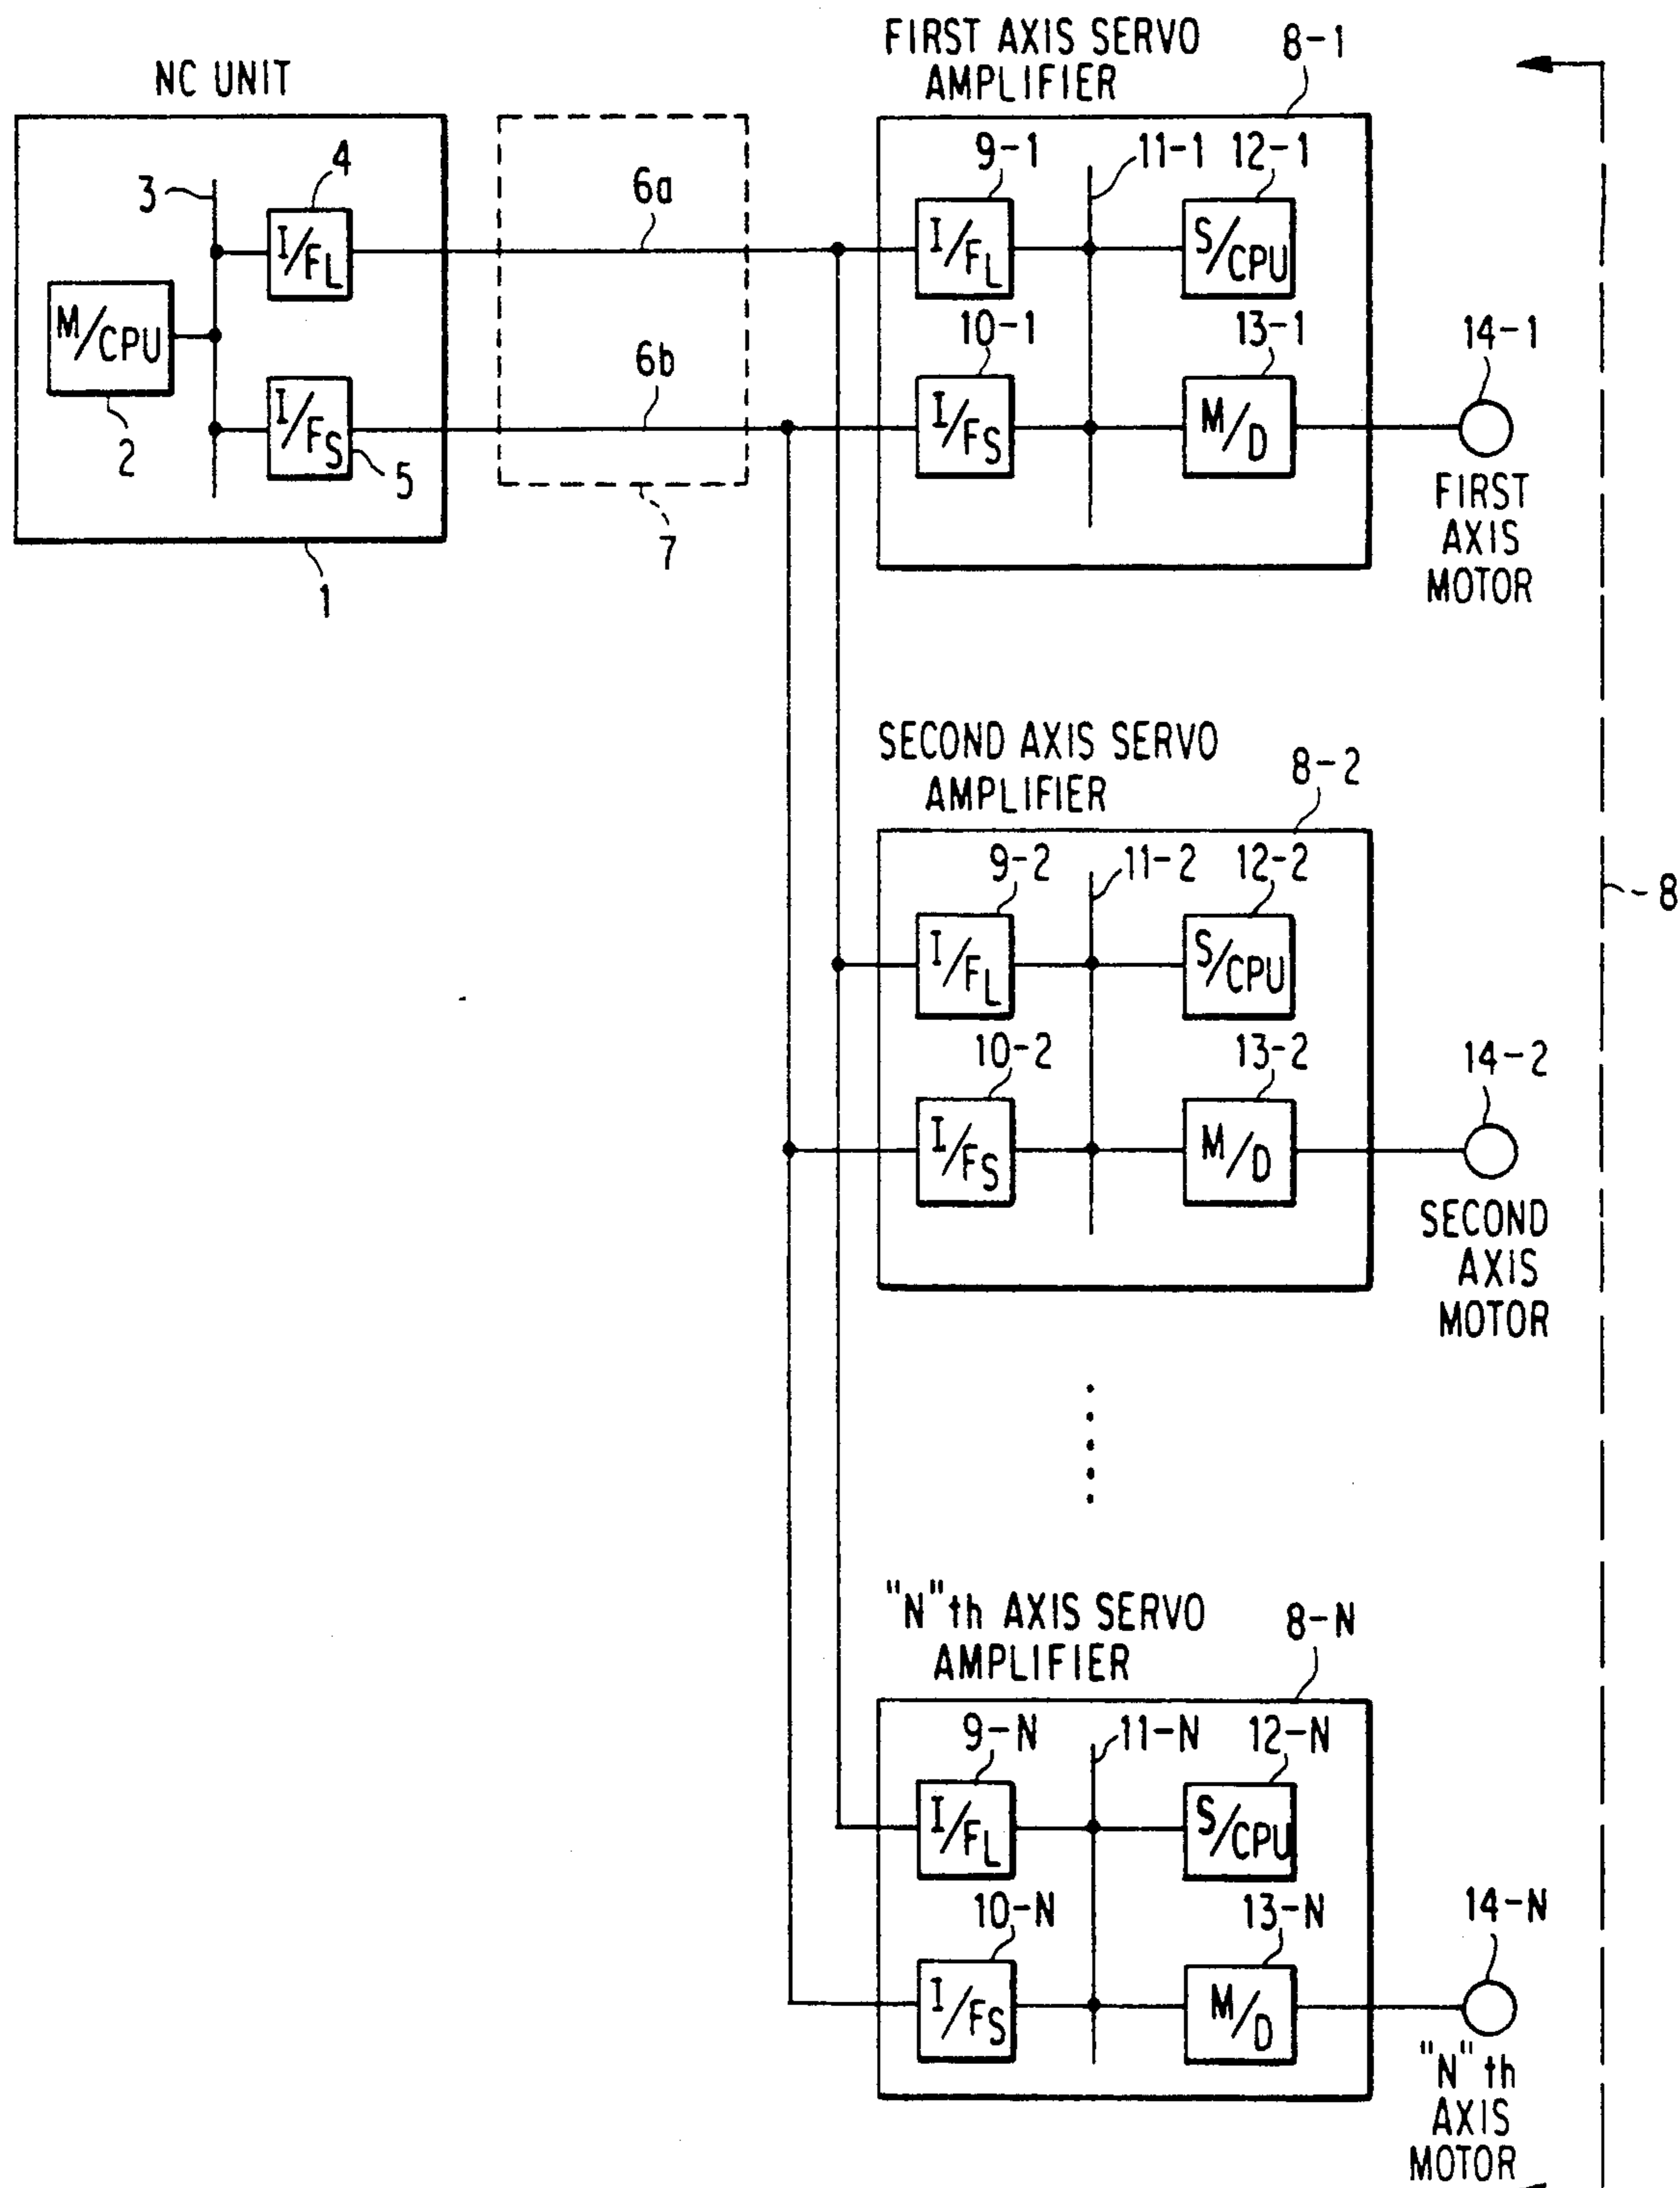 NC UNIT
3
4
I/FL
M/CPU
2
I/FS
5
1
6a
6b
7
FIRST AXIS SERVO
AMPLIFIER
8-1
9-1
11-1
12-1
I/FL
S/CPU
10-1
13-1
I/FS
M/D
14-1
FIRST
AXIS
MOTOR
SECOND AXIS SERVO
AMPLIFIER
8-2
9-2
11-2
12-2
I/FL
S/CPU
10-2
13-2
I/FS
M/D
14-2
SECOND
AXIS
MOTOR
8
"N"th AXIS SERVO
AMPLIFIER
8-N
9-N
11-N
12-N
I/FL
S/CPU
10-N
13-N
I/FS
M/D
14-N
"N"th
AXIS
MOTOR